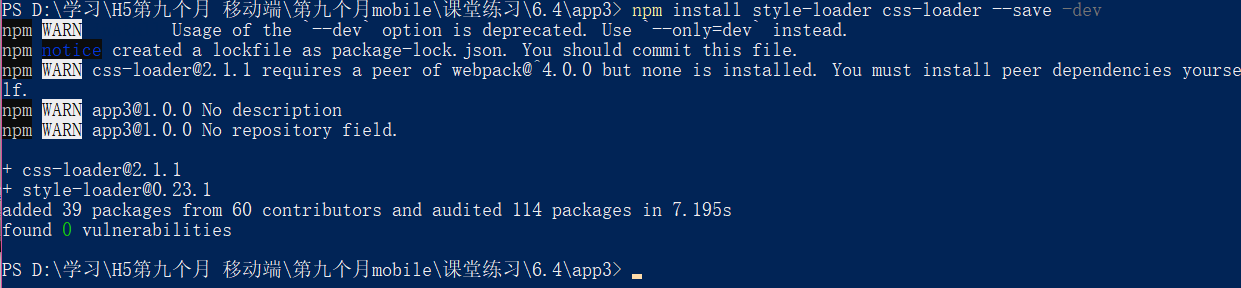 PS D:\学习\H5第九个月 移动端\第九个月mobile\课堂练习\6.4\app3> npm install style-loader css-loader --save -dev
npm WARN Usage of the `--dev` option is deprecated. Use `--only=dev` instead.
npm notice created a lockfile as package-lock.json. You should commit this file.
npm WARN css-loader@2.1.1 requires a peer of webpack@^4.0.0 but none is installed. You must install peer dependencies yourse
lf.
npm WARN app3@1.0.0 No description
npm WARN app3@1.0.0 No repository field.
+ css-loader@2.1.1
+ style-loader@0.23.1
added 39 packages from 60 contributors and audited 114 packages in 7.195s
found 0 vulnerabilities
PS D:\学习\H5第九个月 移动端\第九个月mobile\课堂练习\6.4\app3>